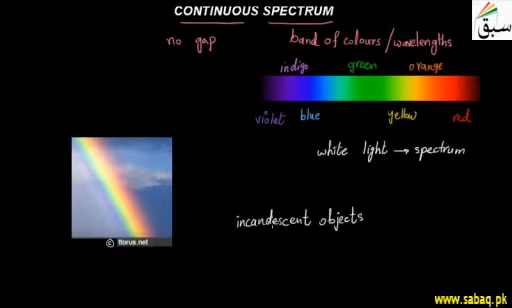 CONTINUOUS SPECTRUM
سبق
no gap
band of colours / wavelengths
indigo green orange
violet blue yellow red
white light → spectrum
incandescent objects
© ttorus.net
www.sabaq.pk